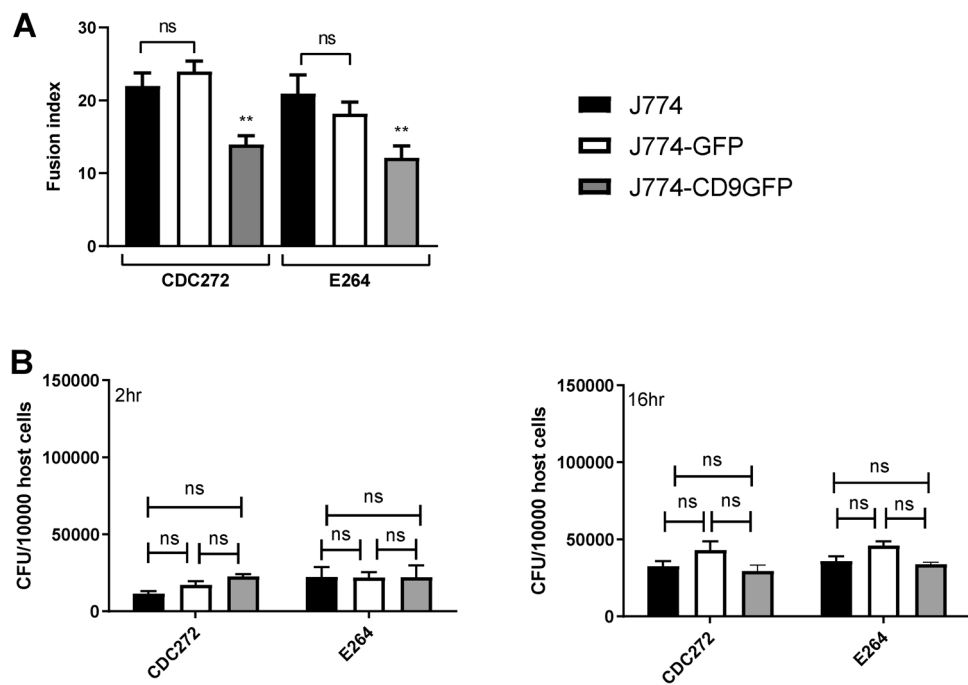 A
Fusion index
30
20
10
0
ns
**
ns
**
CDC272
E264
J774
J774-GFP
J774-CD9GFP
B
CFU/10000 host cells
150000
100000
50000
0
2hr
ns
ns
ns
ns
ns
ns
CDC272
E264
CFU/10000 host cells
150000
100000
50000
0
16hr
ns
ns
ns
ns
ns
ns
CDC272
E264